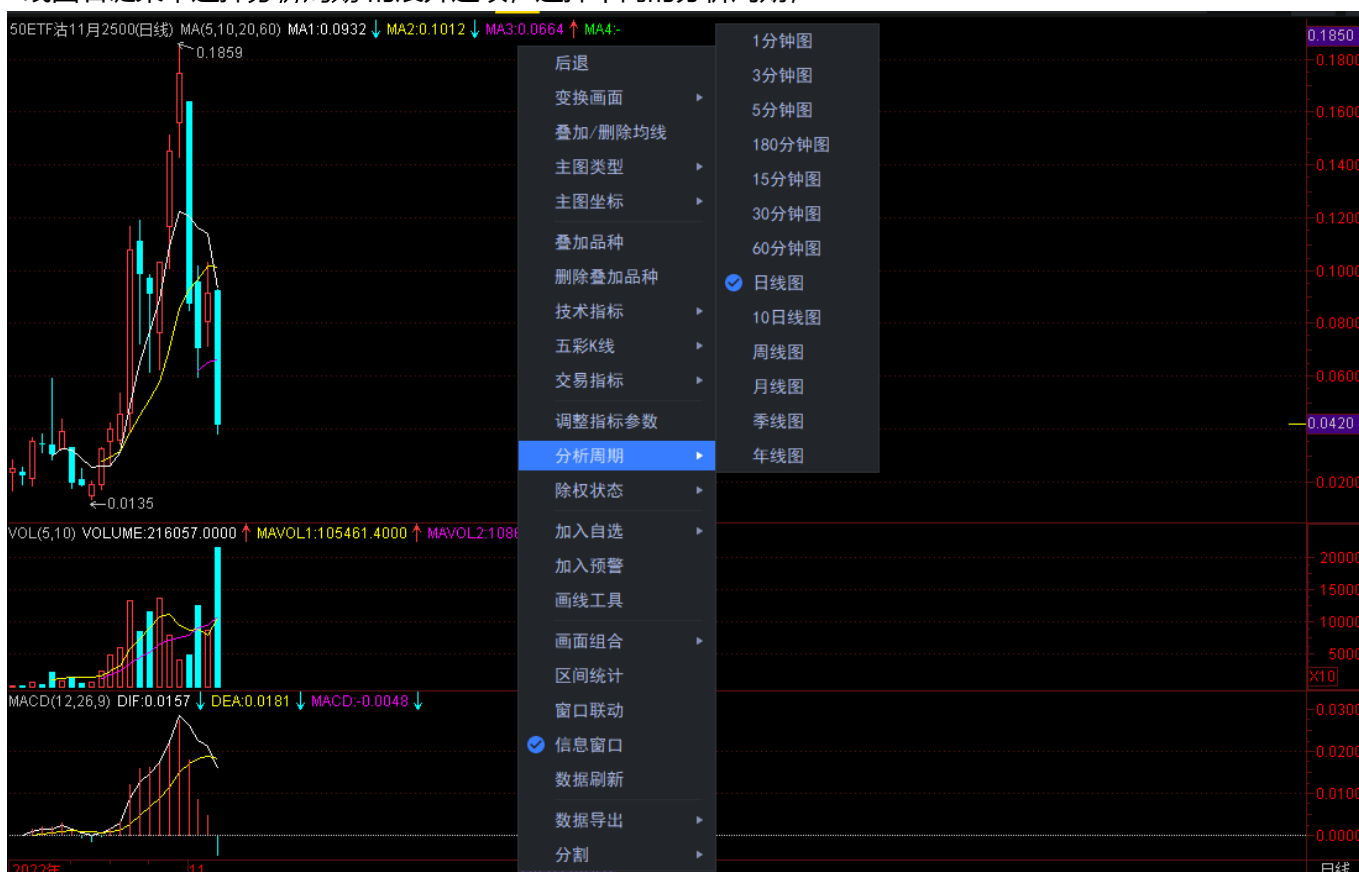 50ETF沽11月2500(日线) MA(5,10,20,60) MA1:0.0932↓ MA2:0.1012↓ MA3:0.0664↑ MA4:-
0.1859
0.0135
后退
变换画面
叠加/删除均线
主图类型
主图坐标
叠加品种
删除叠加品种
技术指标
五彩K线
交易指标
调整指标参数
分析周期
除权状态
加入自选
加入预警
画线工具
画面组合
区间统计
窗口联动
信息窗口
数据刷新
数据导出
分割
1分钟图
3分钟图
5分钟图
180分钟图
15分钟图
30分钟图
60分钟图
日线图
10日线图
周线图
月线图
季线图
年线图
0.1850
0.1800
0.1600
0.1400
0.1200
0.1000
0.0800
0.0600
0.0420
0.0200
VOL(5,10) VOLUME:216057.0000↑ MAVOL1:105461.4000↑ MAVOL2:108
20000
15000
10000
5000
X10
MACD(12,26,9) DIF:0.0157↓ DEA:0.0181↓ MACD:-0.0048↓
0.0300
0.0200
0.0100
0.0000
2022年
11
日线